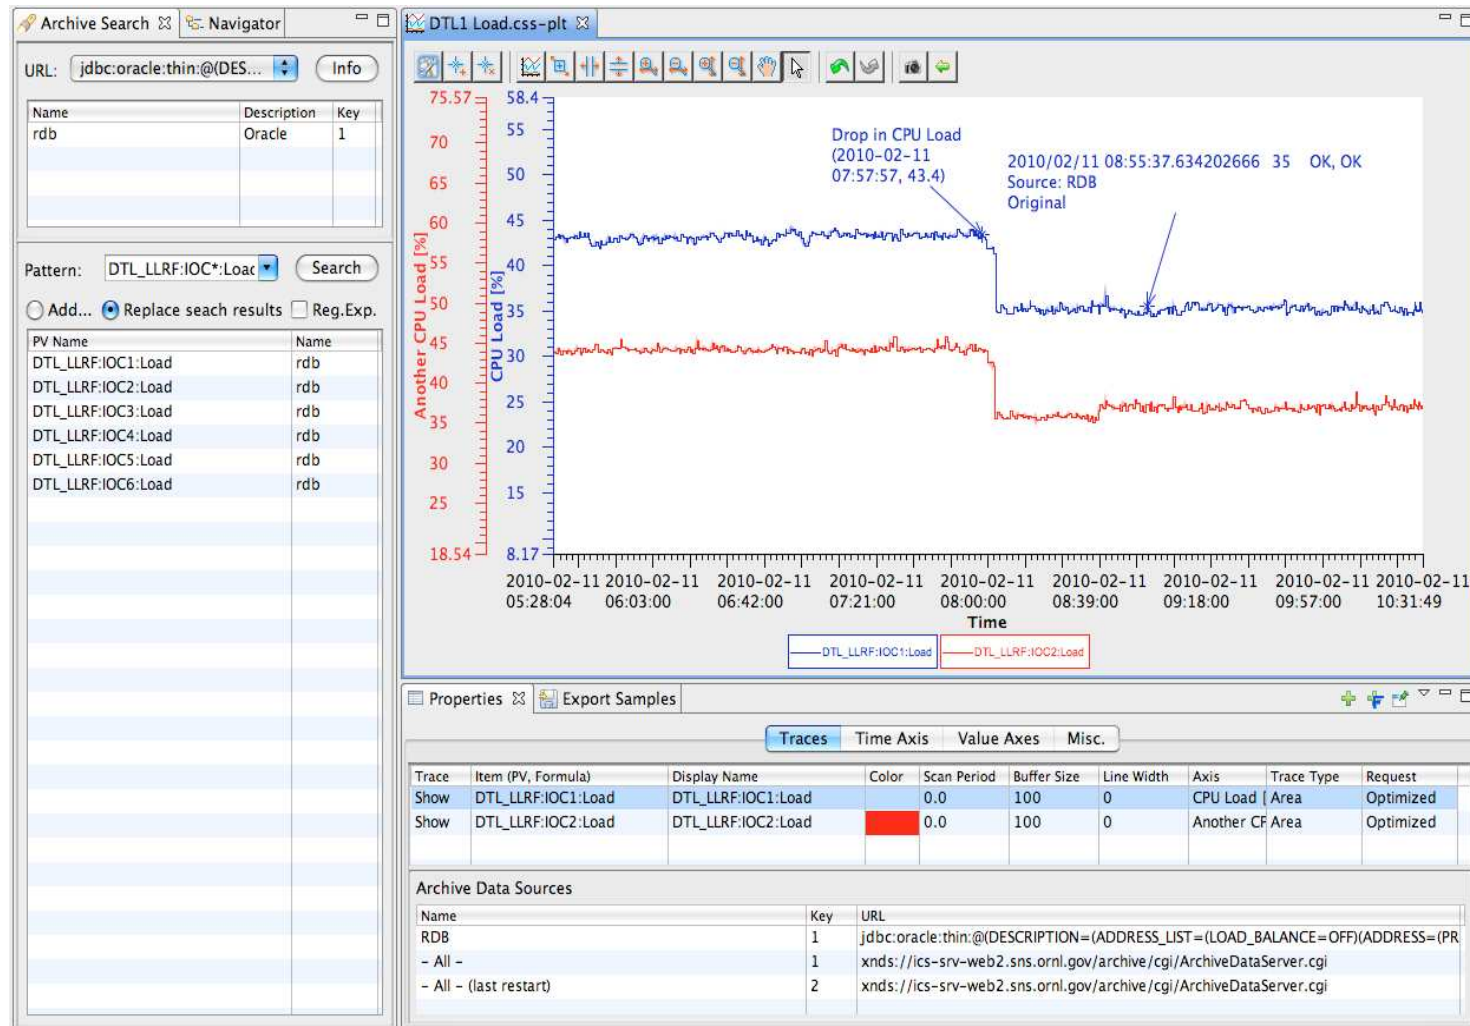 Archive Search
Navigator
URL: jdbc:oracle:thin:@(DES... Info
Name Description Key
rdb Oracle 1
Pattern: DTL_LLRF:IOC*:Loac Search
Add... Replace seach results Reg.Exp.
PV Name Name
DTL_LLRF:IOC1:Load rdb
DTL_LLRF:IOC2:Load rdb
DTL_LLRF:IOC3:Load rdb
DTL_LLRF:IOC4:Load rdb
DTL_LLRF:IOC5:Load rdb
DTL_LLRF:IOC6:Load rdb
DTL1 Load.css-plt
75.57
70
65
60
55
50
45
40
35
30
25
18.54
Another CPU Load [%]
58.4
55
50
45
40
35
30
25
20
15
8.17
CPU Load [%]
Drop in CPU Load
(2010-02-11
07:57:57, 43.4)
2010/02/11 08:55:37.634202666 35 OK, OK
Source: RDB
Original
2010-02-11 2010-02-11 2010-02-11 2010-02-11 2010-02-11 2010-02-11 2010-02-11 2010-02-11 2010-02-11
05:28:04 06:03:00 06:42:00 07:21:00 08:00:00 08:39:00 09:18:00 09:57:00 10:31:49
Time
DTL_LLRF:IOC1:Load DTL_LLRF:IOC2:Load
Properties
Export Samples
Traces Time Axis Value Axes Misc.
Trace Item (PV, Formula) Display Name Color Scan Period Buffer Size Line Width Axis Trace Type Request
Show DTL_LLRF:IOC1:Load DTL_LLRF:IOC1:Load 0.0 100 0 CPU Load [ Area Optimized
Show DTL_LLRF:IOC2:Load DTL_LLRF:IOC2:Load 0.0 100 0 Another CF Area Optimized
Archive Data Sources
Name Key URL
RDB 1 jdbc:oracle:thin:@(DESCRIPTION=(ADDRESS_LIST=(LOAD_BALANCE=OFF)(ADDRESS=(PR
- All - 1 xnds://ics-srv-web2.sns.ornl.gov/archive/cgi/ArchiveDataServer.cgi
- All - (last restart) 2 xnds://ics-srv-web2.sns.ornl.gov/archive/cgi/ArchiveDataServer.cgi